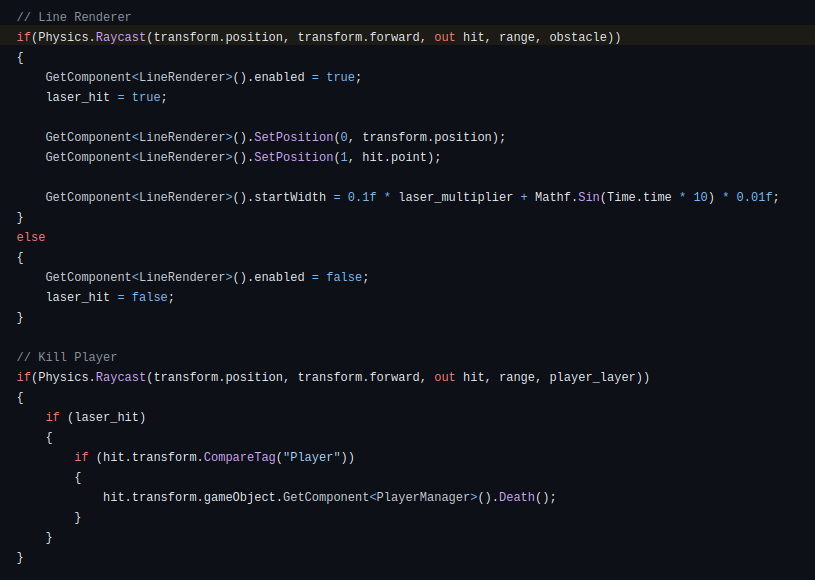 // Line Renderer
if(Physics.Raycast(transform.position, transform.forward, out hit, range, obstacle))
{
    GetComponent<LineRenderer>().enabled = true;
    laser_hit = true;

    GetComponent<LineRenderer>().SetPosition(0, transform.position);
    GetComponent<LineRenderer>().SetPosition(1, hit.point);

    GetComponent<LineRenderer>().startWidth = 0.1f * laser_multiplier + Mathf.Sin(Time.time * 10) * 0.01f;
}
else
{
    GetComponent<LineRenderer>().enabled = false;
    laser_hit = false;
}

// Kill Player
if(Physics.Raycast(transform.position, transform.forward, out hit, range, player_layer))
{
    if (laser_hit)
    {
        if (hit.transform.CompareTag("Player"))
        {
            hit.transform.gameObject.GetComponent<PlayerManager>().Death();
        }
    }
}